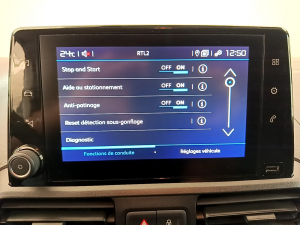 24°c 1 RTL2 12:50
Stop and Start OFF ON
Aide au stationnement OFF ON
Anti-patinage OFF ON
Reset détection sous-gonflage
Diagnostic
Fonctions de conduite Réglages véhicule